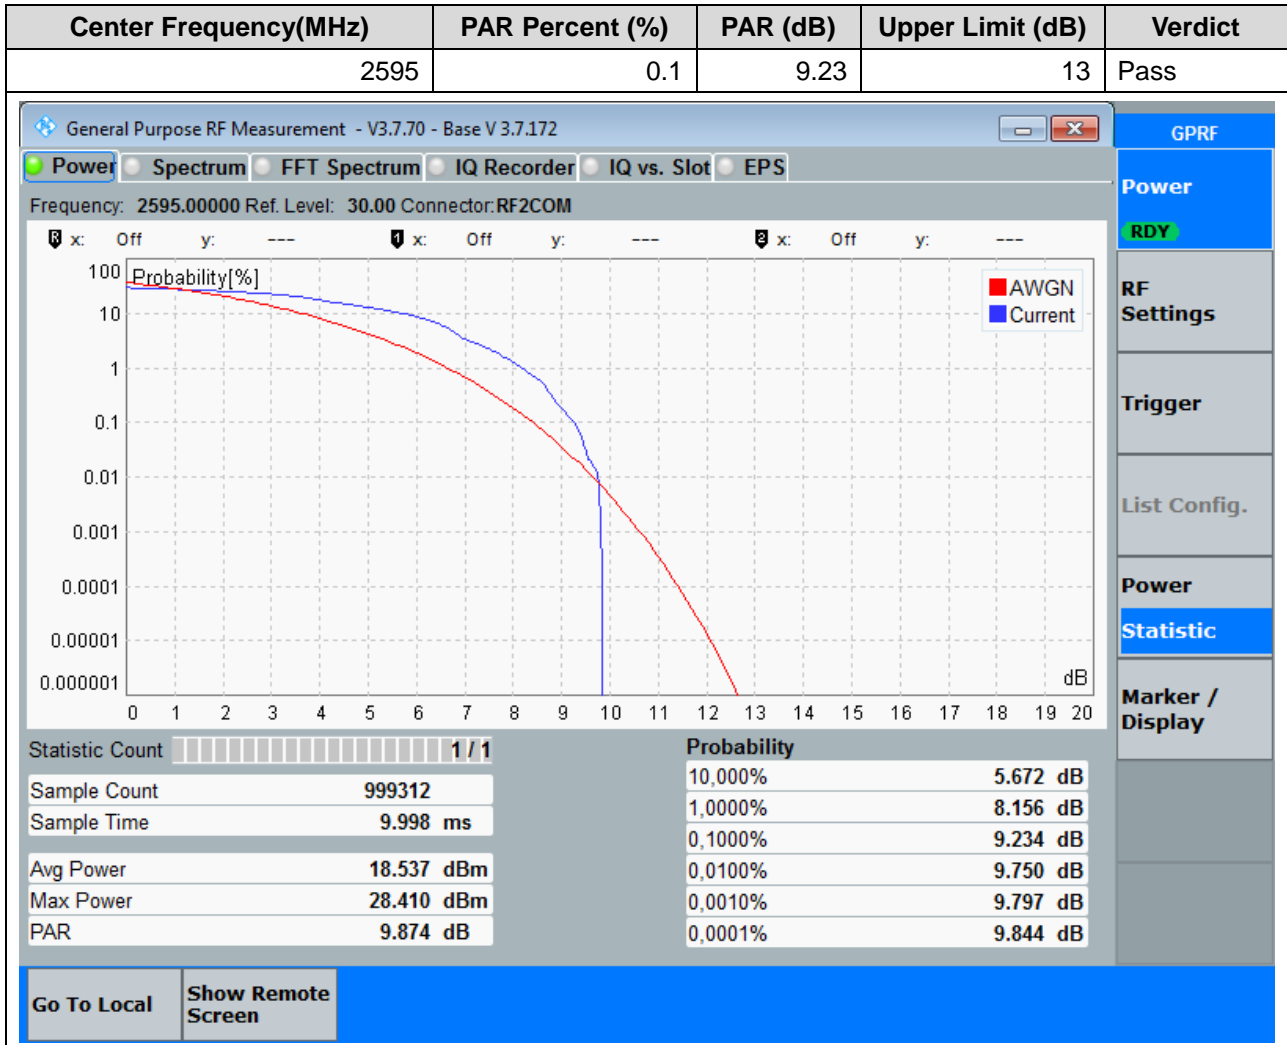 Center Frequency(MHz) PAR Percent (%) PAR (dB) Upper Limit (dB) Verdict
2595 0.1 9.23 13 Pass
General Purpose RF Measurement - V3.7.70 - Base V 3.7.172
GPRF
Power Spectrum FFT Spectrum IQ Recorder IQ vs. Slot EPS
Frequency: 2595.00000 Ref. Level: 30.00 Connector:RF2COM
R x: Off y: --- 1 x: Off y: --- 2 x: Off y: ---
Probability[%]
AWGN
Current
100
10
1
0.1
0.01
0.001
0.0001
0.00001
0.000001
dB
0 1 2 3 4 5 6 7 8 9 10 11 12 13 14 15 16 17 18 19 20
Statistic Count 1 / 1
Sample Count 999312
Sample Time 9.998 ms
Avg Power 18.537 dBm
Max Power 28.410 dBm
PAR 9.874 dB
Probability
10,000% 5.672 dB
1,0000% 8.156 dB
0,1000% 9.234 dB
0,0100% 9.750 dB
0,0010% 9.797 dB
0,0001% 9.844 dB
Power
RDY
RF
Settings
Trigger
List Config.
Power
Statistic
Marker /
Display
Go To Local
Show Remote
Screen